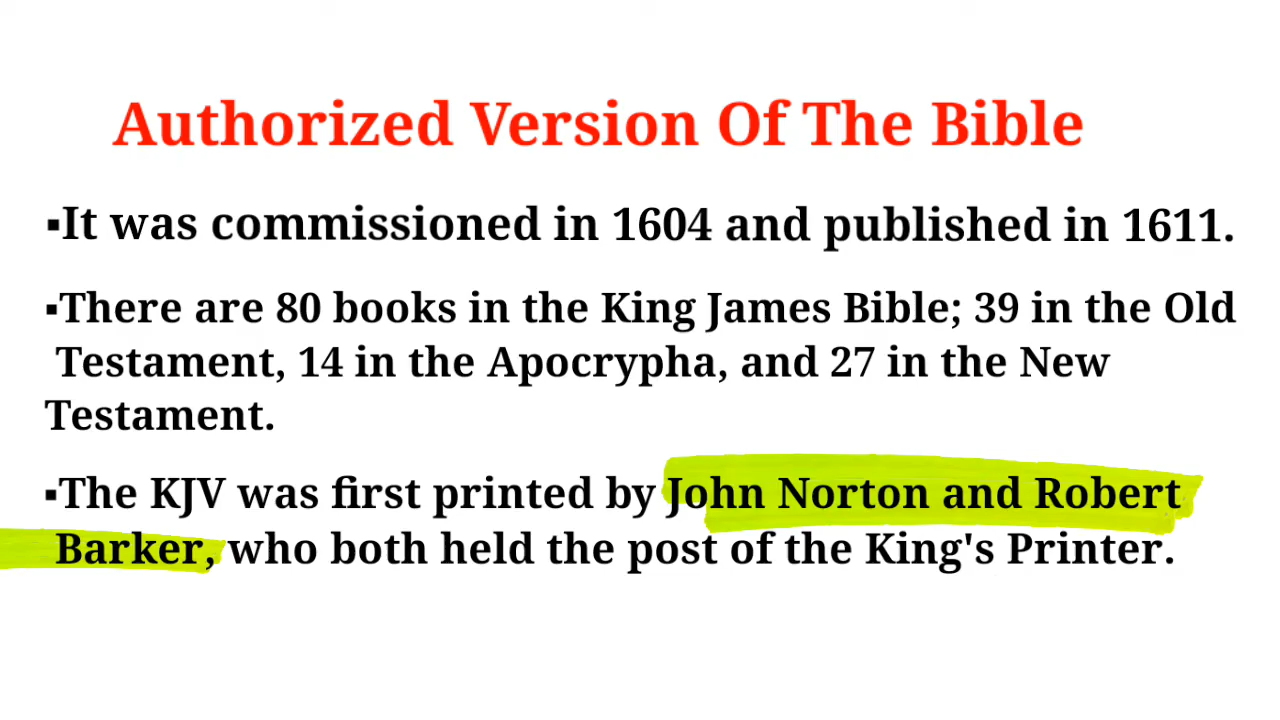 Authorized Version Of The Bible
▪It was commissioned in 1604 and published in 1611.
▪There are 80 books in the King James Bible; 39 in the Old
Testament, 14 in the Apocrypha, and 27 in the New
Testament.
▪The KJV was first printed by John Norton and Robert
Barker, who both held the post of the King's Printer.